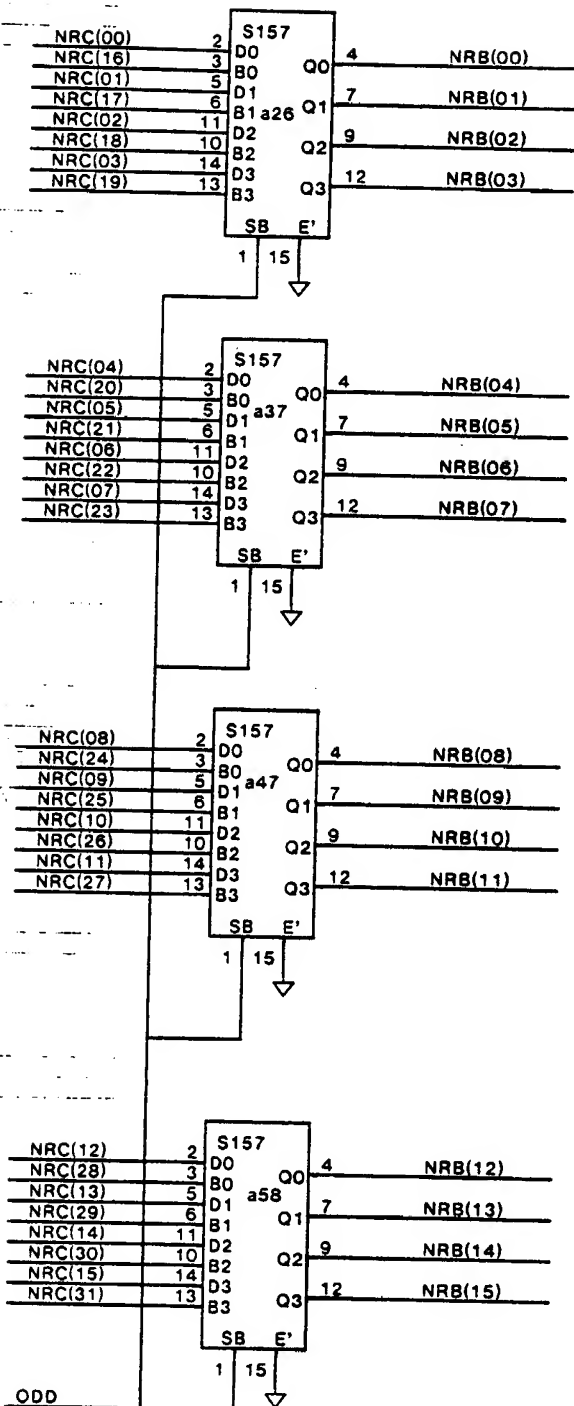 S157
NRC(00) 2 D0
NRC(16) 3 B0 Q0 4 NRB(00)
NRC(01) 5 D1
NRC(17) 6 B1 a26 Q1 7 NRB(01)
NRC(02) 11 D2
NRC(18) 10 B2 Q2 9 NRB(02)
NRC(03) 14 D3
NRC(19) 13 B3 Q3 12 NRB(03)
SB E'
1 15
S157
NRC(04) 2 D0
NRC(20) 3 B0 Q0 4 NRB(04)
NRC(05) 5 D1 a37
NRC(21) 6 B1 Q1 7 NRB(05)
NRC(06) 11 D2
NRC(22) 10 B2 Q2 9 NRB(06)
NRC(07) 14 D3
NRC(23) 13 B3 Q3 12 NRB(07)
SB E'
1 15
S157
NRC(08) 2 D0
NRC(24) 3 B0 Q0 4 NRB(08)
NRC(09) 5 D1 a47
NRC(25) 6 B1 Q1 7 NRB(09)
NRC(10) 11 D2
NRC(26) 10 B2 Q2 9 NRB(10)
NRC(11) 14 D3
NRC(27) 13 B3 Q3 12 NRB(11)
SB E'
1 15
S157
NRC(12) 2 D0
NRC(28) 3 B0 Q0 4 NRB(12)
NRC(13) 5 D1 a58
NRC(29) 6 B1 Q1 7 NRB(13)
NRC(14) 11 D2
NRC(30) 10 B2 Q2 9 NRB(14)
NRC(15) 14 D3
NRC(31) 13 B3 Q3 12 NRB(15)
SB E'
1 15
ODD